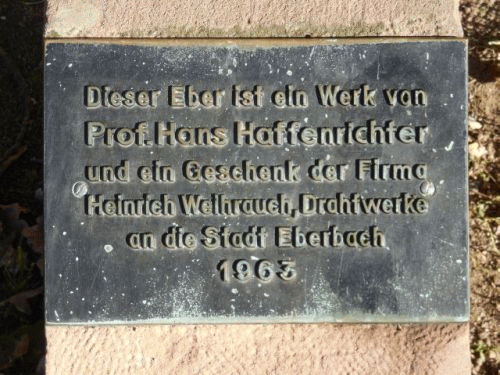 Dieser Eber ist ein Werk von
Prof. Hans Haffenrichter
und ein Geschenk der Firma
Heinrich Weihrauch, Drahtwerke
an die Stadt Eberbach
1963